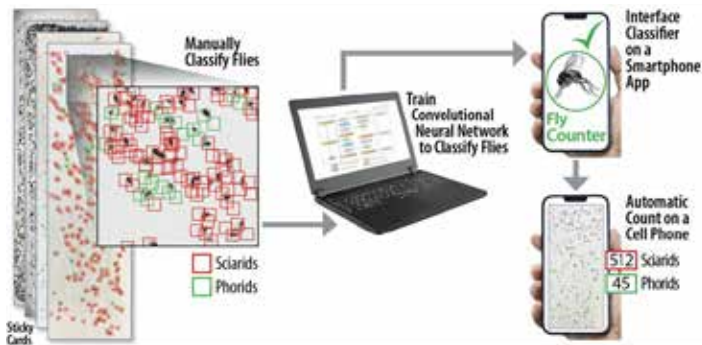 Manually
Classify Flies
Sciarids
Phorids
Sticky
Cards
Train
Convolutional
Neural Network
to Classify Flies
Interface Classifier
on a
Smartphone
App
Fly
Counter
Automatic
Count on a
Cell Phone
512 Sciarids
45 Phorids